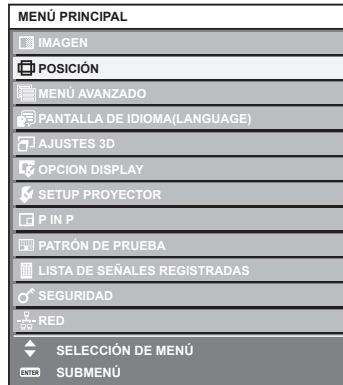 MENÚ PRINCIPAL
IMAGEN
POSICIÓN
MENÚ AVANZADO
PANTALLA DE IDIOMA(LANGUAGE)
AJUSTES 3D
OPCION DISPLAY
SETUP PROYECTOR
P IN P
PATRÓN DE PRUEBA
LISTA DE SEÑALES REGISTRADAS
SEGURIDAD
RED
SELECCIÓN DE MENÚ
ENTER SUBMENÚ